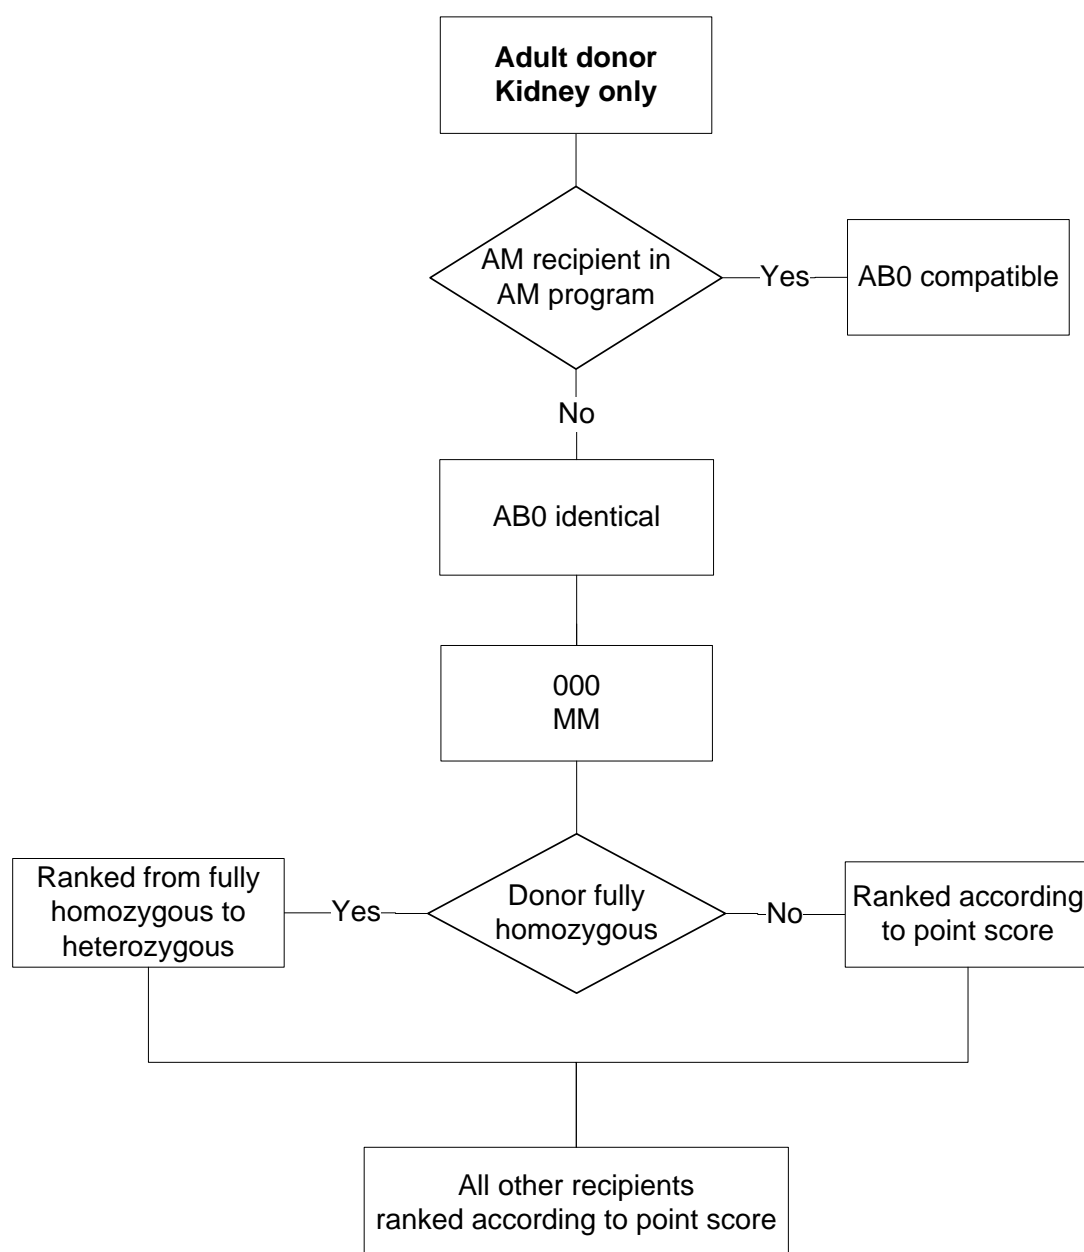 Adult donor
Kidney only
AM recipient in
AM program
Yes
AB0 compatible
No
AB0 identical
000
MM
Ranked from fully
homozygous to
heterozygous
Yes
Donor fully
homozygous
No
Ranked according
to point score
All other recipients
ranked according to point score